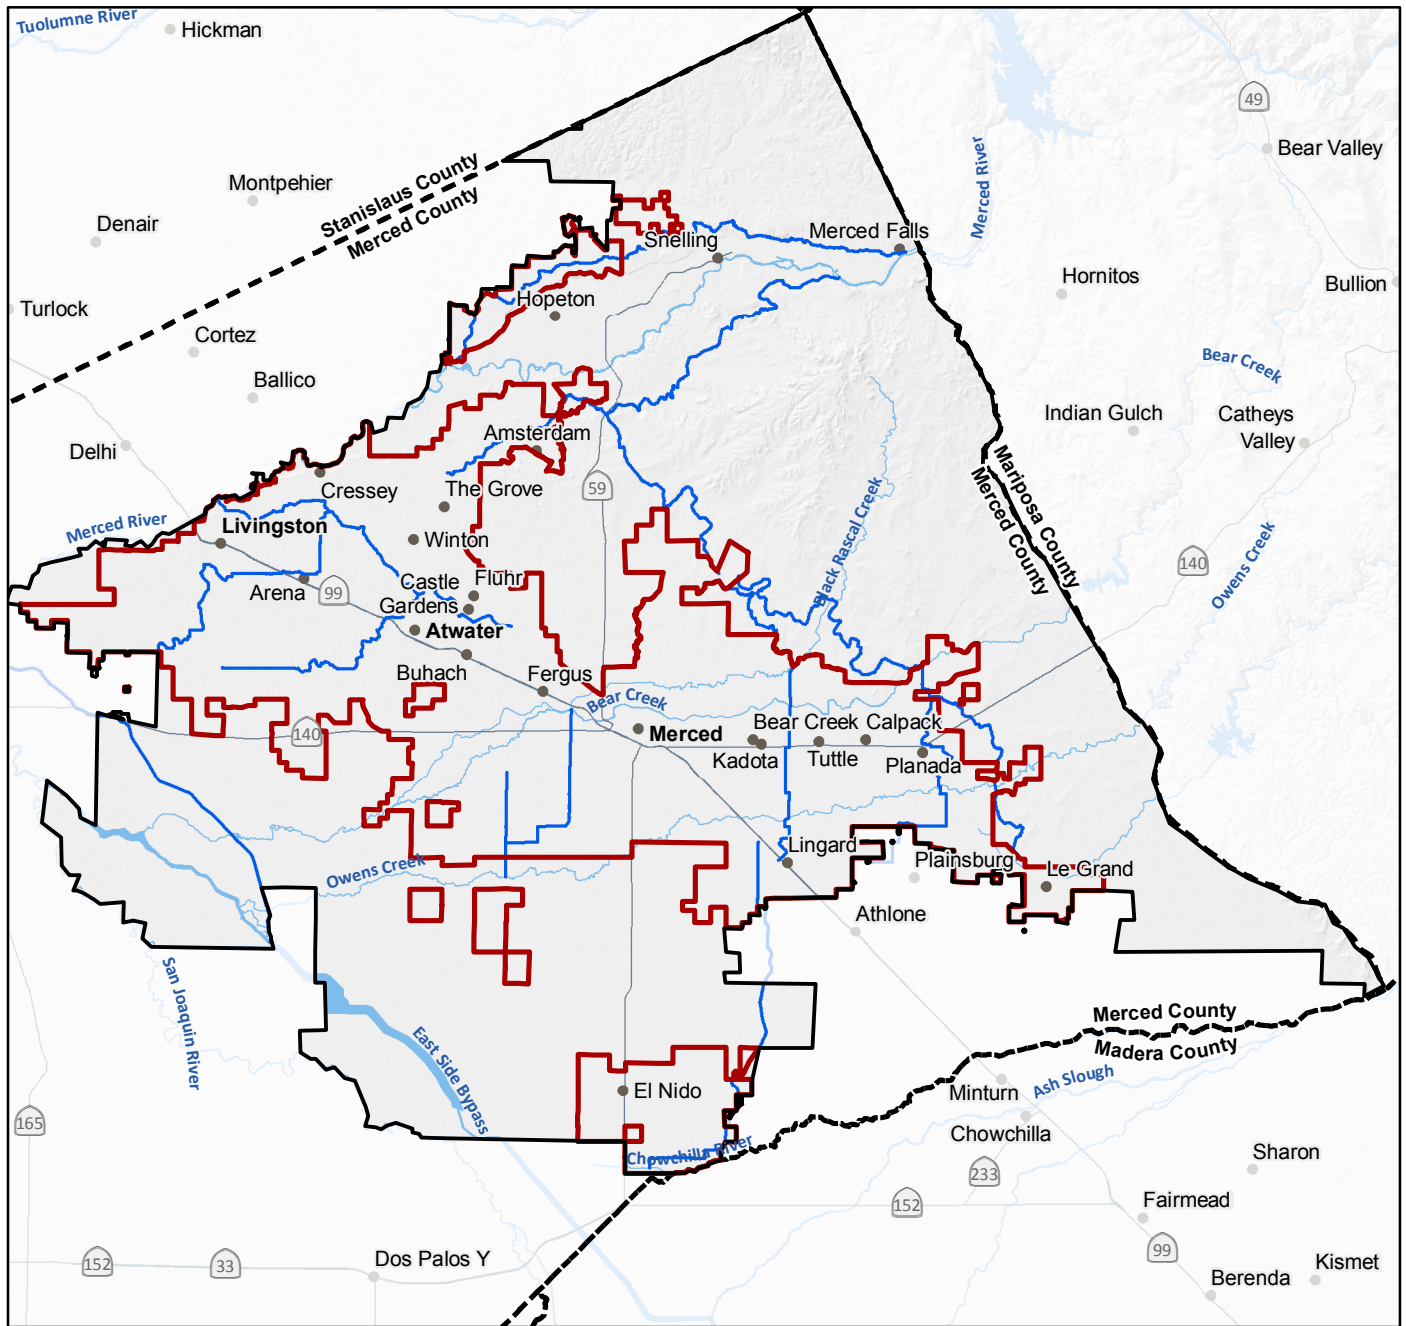 Tuolumne River
Hickman
49
Bear Valley
Merced River
Montpehier
Stanislaus County
Merced County
Denair
Snelling
Merced Falls
Hornitos
Bullion
Turlock
Hopeton
Cortez
Bear Creek
Ballico
Indian Gulch
Catheys
Valley
Delhi
Amsterdam
Mariposa County
Merced County
Cressey
The Grove
59
Black Rascal Creek
Merced River
Livingston
Winton
140
Owens Creek
Arena
99
Castle
Gardens
Fluhr
Atwater
Buhach
Fergus
Bear Creek
140
Merced
Bear Creek
Calpack
Kadota
Tuttle
Planada
Lingard
Plainsburg
Le Grand
Owens Creek
Athlone
San Joaquin River
East Side Bypass
Merced County
Madera County
El Nido
Minturn
Ash Slough
Chowchilla
165
Chowchilla River
Sharon
233
152
Fairmead
99
152
33
Dos Palos Y
Kismet
Berenda